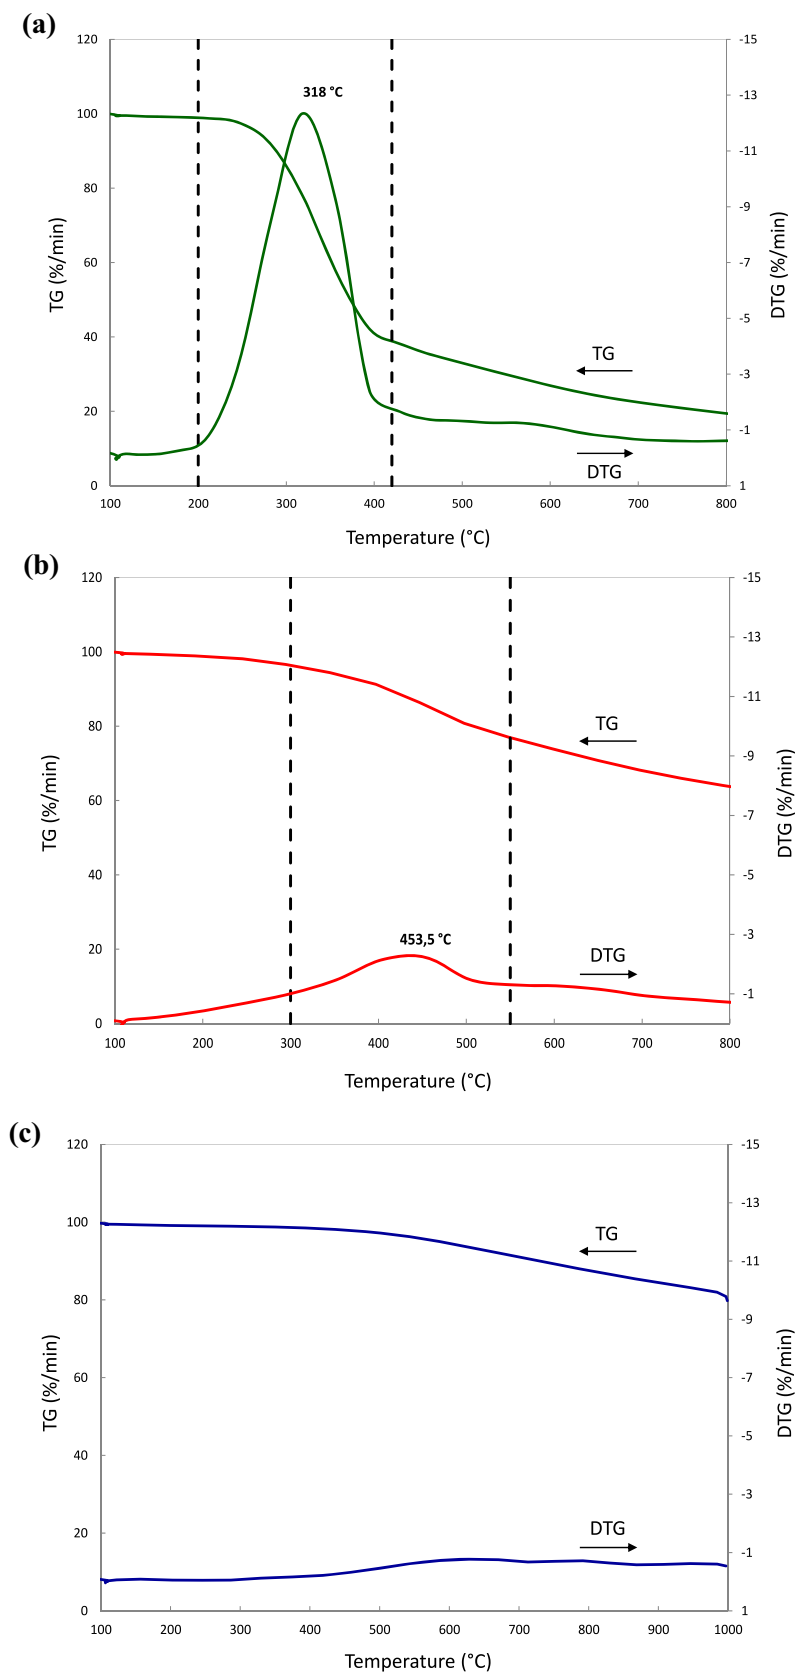 (a)
120
100
80
60
40
20
0
TG (%/min)
318 °C
-15
-13
-11
-9
-7
-5
-3
-1
1
DTG (%/min)
TG
DTG
100 200 300 400 500 600 700 800
Temperature (°C)
(b)
120
100
80
60
40
20
0
TG (%/min)
453,5 °C
-15
-13
-11
-9
-7
-5
-3
-1
DTG (%/min)
TG
DTG
100 200 300 400 500 600 700 800
Temperature (°C)
(c)
120
100
80
60
40
20
0
TG (%/min)
-15
-13
-11
-9
-7
-5
-3
-1
1
DTG (%/min)
TG
DTG
100 200 300 400 500 600 700 800 900 1000
Temperature (°C)